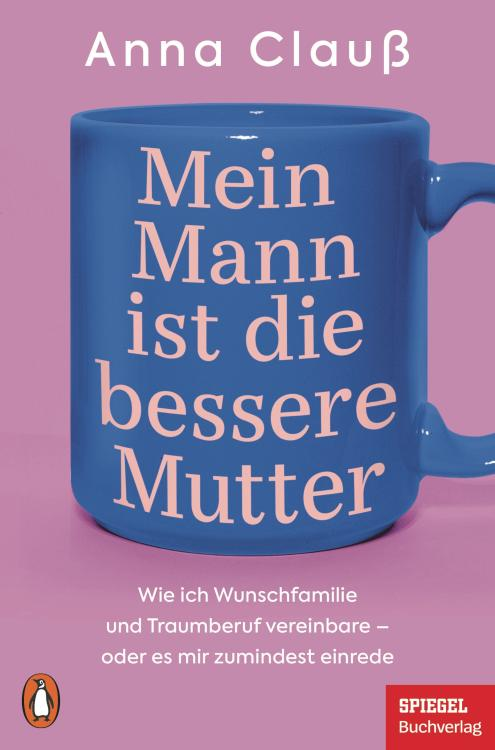 Anna Clauß
Mein
Mann
ist die
bessere
Mutter
Wie ich Wunschfamilie
und Traumberuf vereinbare –
oder es mir zumindest einrede
SPIEGEL
Buchverlag